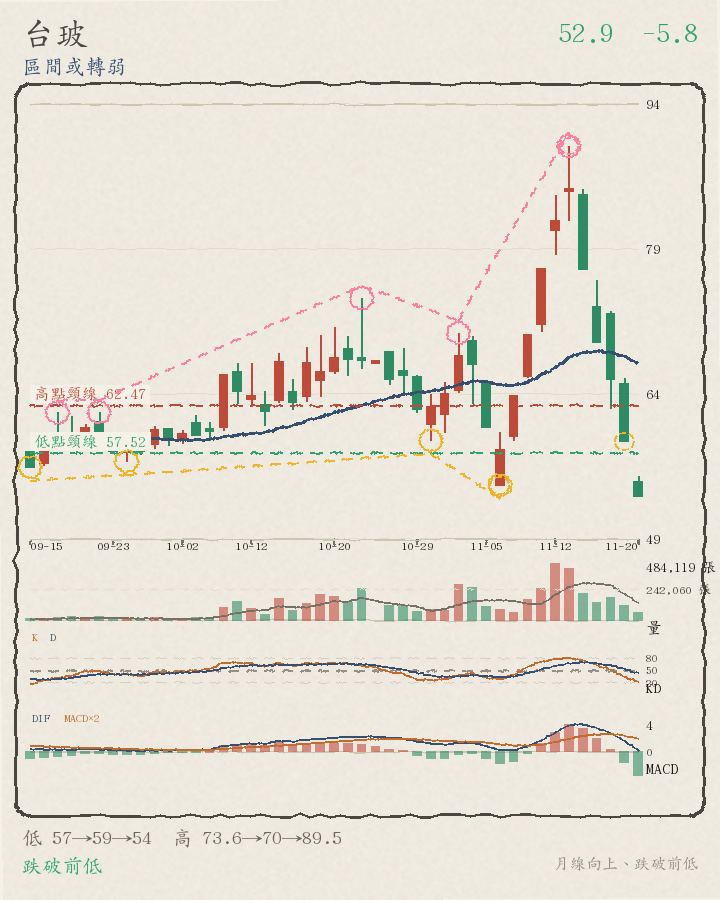 台玻
52.9 -5.8
區間或轉弱
94
79
高點頸線 62.47
64
低點頸線 57.52
49
09-15 09-23 10-02 10-12 10-20 10-29 11-05 11-12 11-20
484,119 張
242,060 張
量
K D
80
50
20
KD
DIF MACD×2
4
0
MACD
低 57→59→54 高 73.6→70→89.5
跌破前低
月線向上、跌破前低